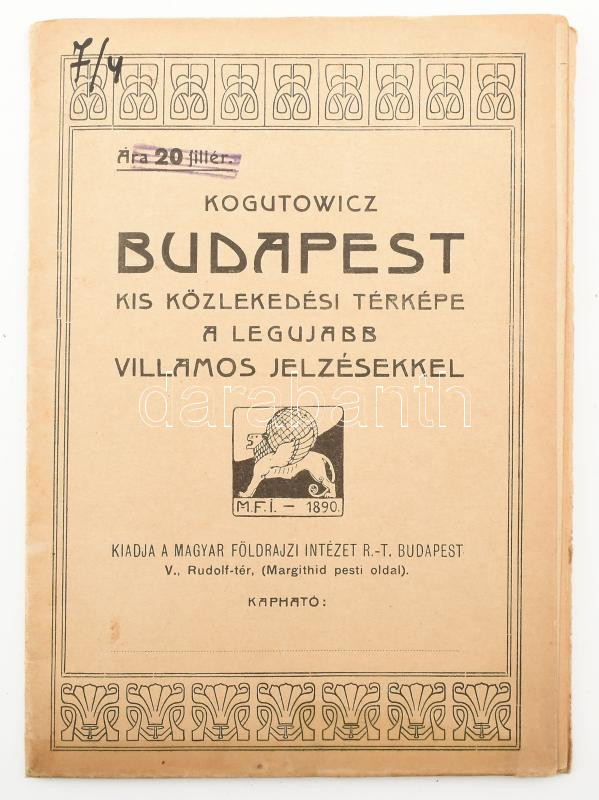 7/4
Ára 20 fillér.
KOGUTOWICZ
BUDAPEST
KIS KÖZLEKEDÉSI TÉRKÉPE
A LEGUJABB
VILLAMOS JELZÉSEKKEL
darabanth
M.F.I. – 1890.
KIADJA A MAGYAR FÖLDRAJZI INTÉZET R.-T. BUDAPEST
V., Rudolf-tér, (Margithid pesti oldal).
KAPHATÓ: